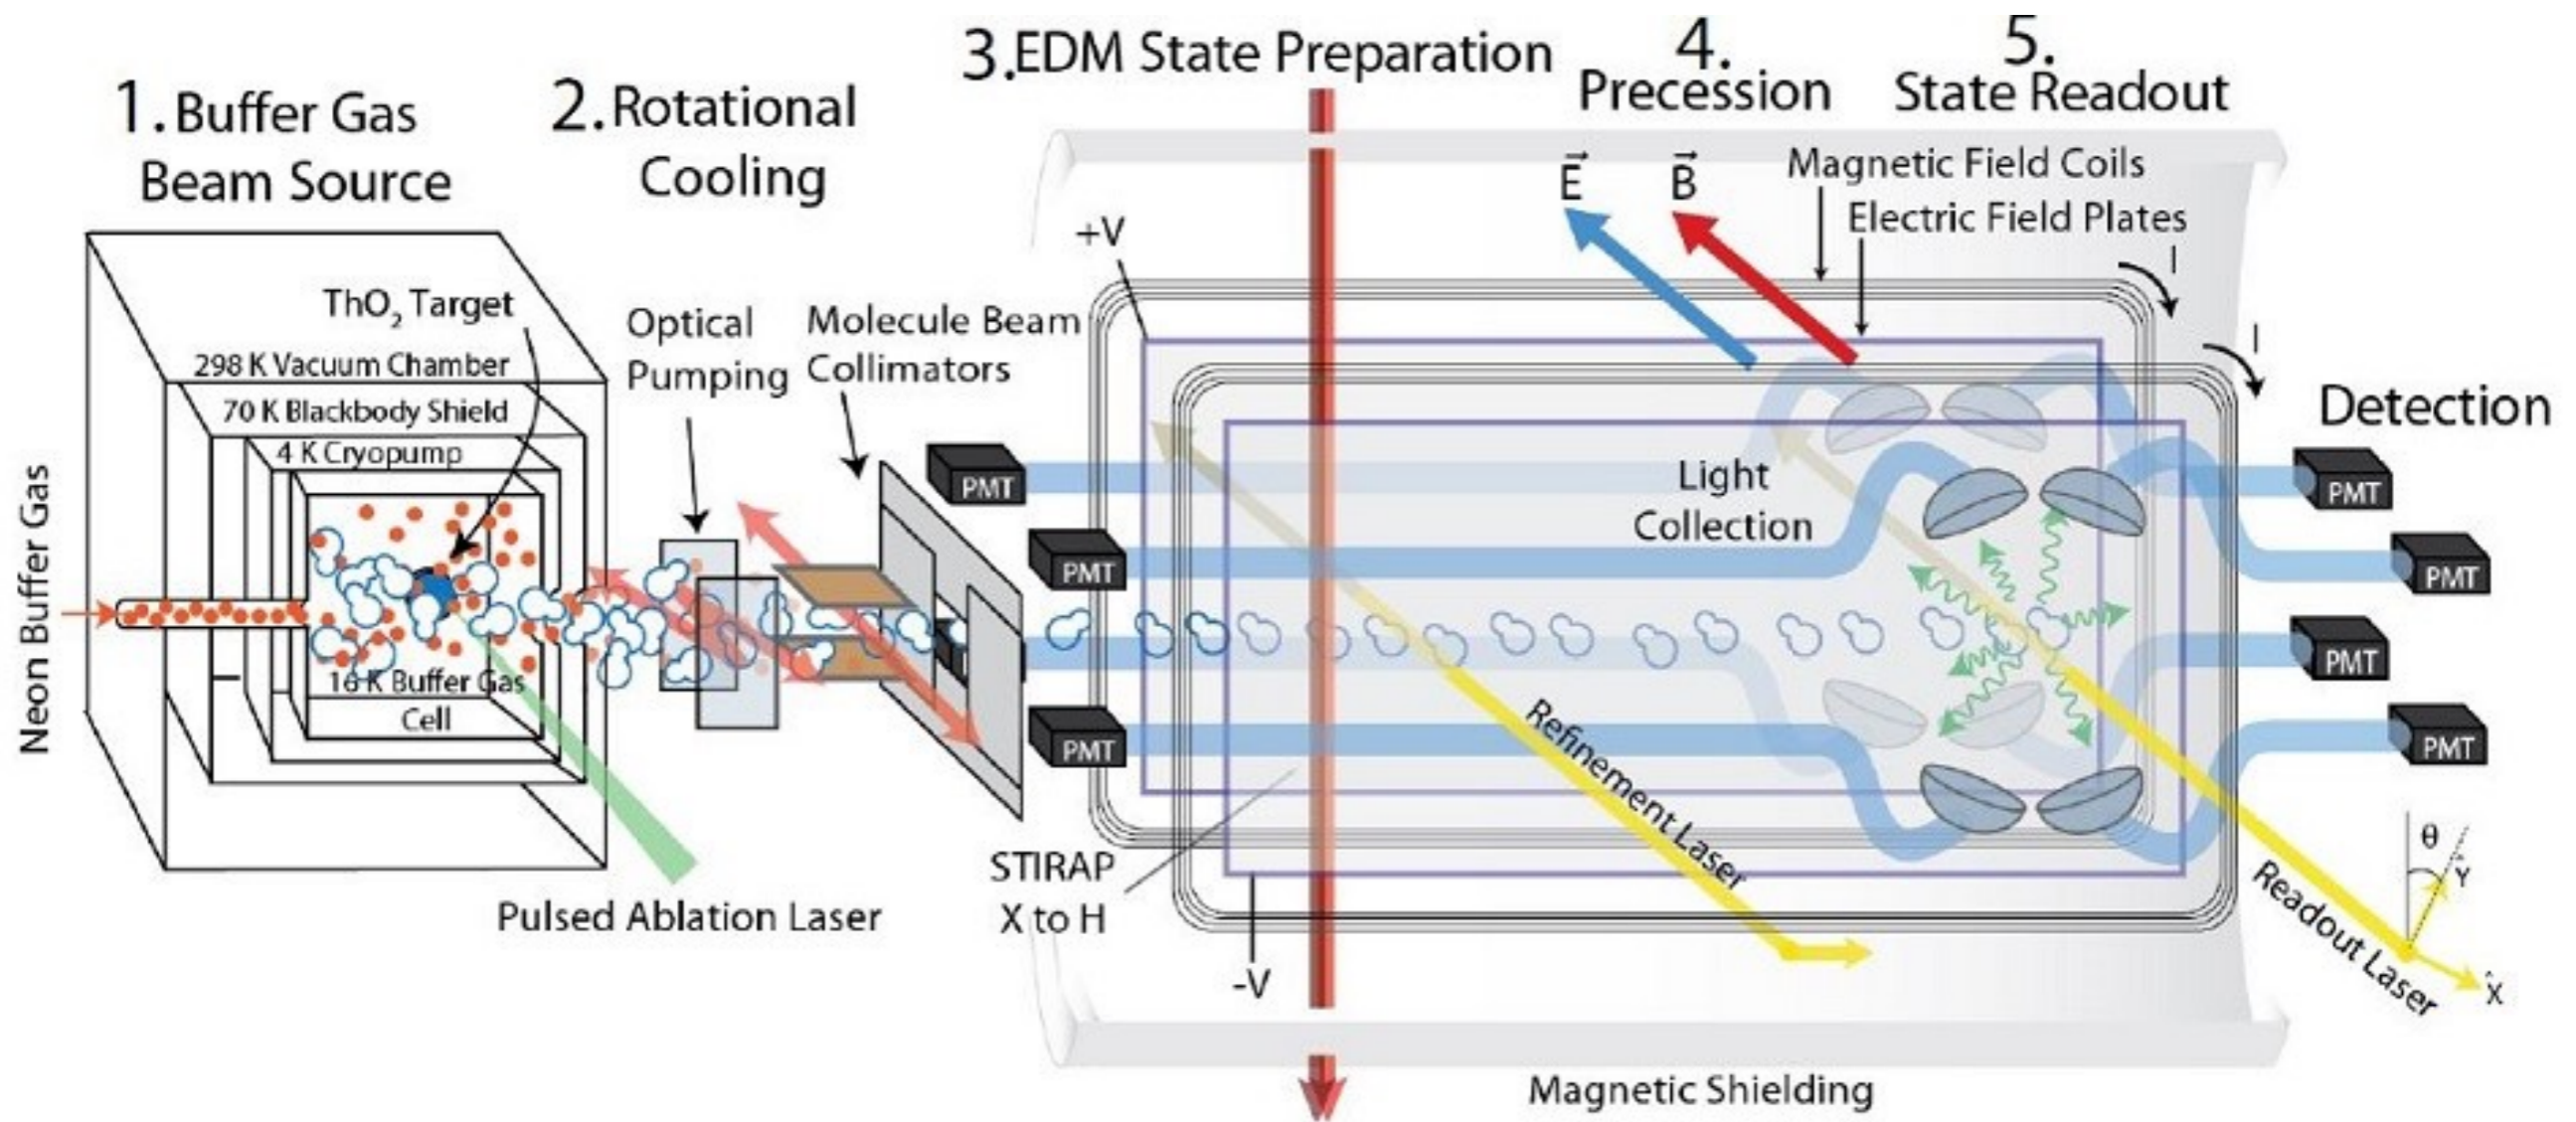 1. Buffer Gas
Beam Source
2. Rotational
Cooling
3. EDM State Preparation
4.
Precession
5.
State Readout
Neon Buffer Gas
ThO₂ Target
298 K Vacuum Chamber
70 K Blackbody Shield
4 K Cryopump
16 K Buffer Gas
Cell
Pulsed Ablation Laser
Optical
Pumping
Molecule Beam
Collimators
+V
E⃗
B⃗
Magnetic Field Coils
Electric Field Plates
I
I
Light
Collection
Detection
PMT
PMT
PMT
PMT
PMT
PMT
PMT
STIRAP
X to H
-V
Refinement Laser
Readout Laser
θ
Y
X
Magnetic Shielding